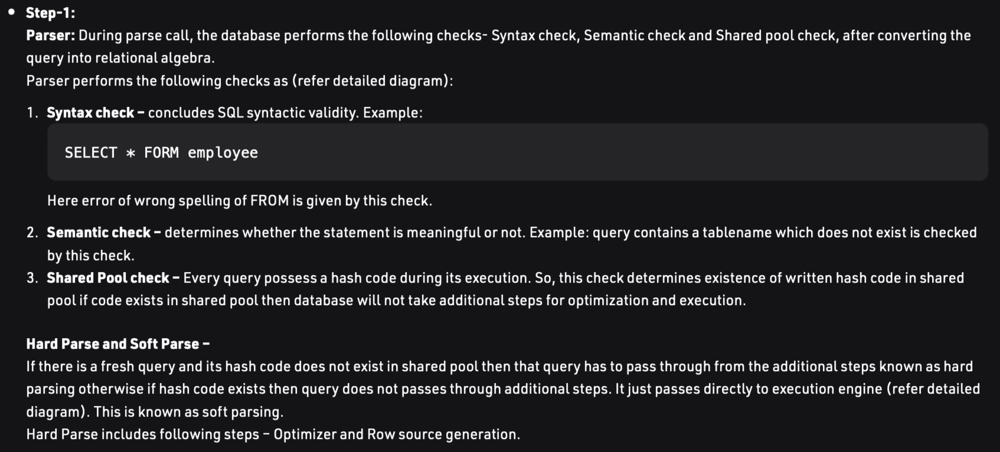 • Step-1:
Parser: During parse call, the database performs the following checks- Syntax check, Semantic check and Shared pool check, after converting the
query into relational algebra.
Parser performs the following checks as (refer detailed diagram):
1. Syntax check – concludes SQL syntactic validity. Example:
SELECT * FORM employee
Here error of wrong spelling of FROM is given by this check.
2. Semantic check – determines whether the statement is meaningful or not. Example: query contains a tablename which does not exist is checked
by this check.
3. Shared Pool check – Every query possess a hash code during its execution. So, this check determines existence of written hash code in shared
pool if code exists in shared pool then database will not take additional steps for optimization and execution.
Hard Parse and Soft Parse –
If there is a fresh query and its hash code does not exist in shared pool then that query has to pass through from the additional steps known as hard
parsing otherwise if hash code exists then query does not passes through additional steps. It just passes directly to execution engine (refer detailed
diagram). This is known as soft parsing.
Hard Parse includes following steps – Optimizer and Row source generation.